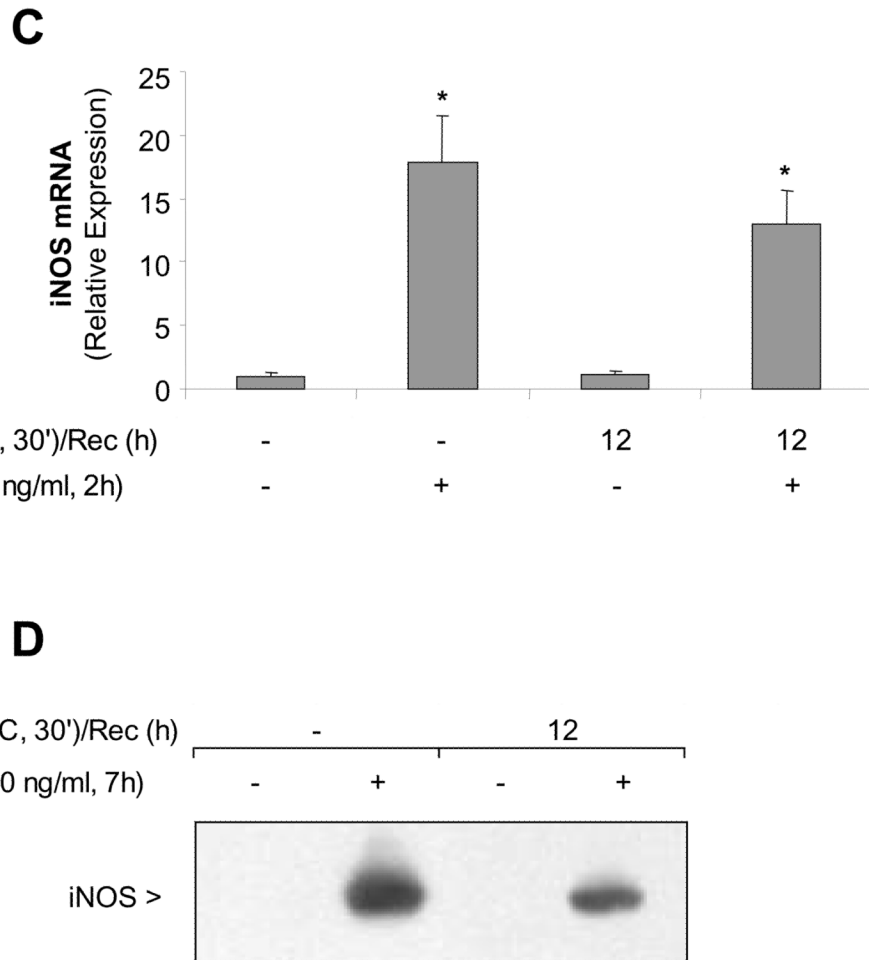 C
iNOS mRNA
(Relative Expression)
25
*
20
*
15
10
5
0
, 30')/Rec (h) - - 12 12
ng/ml, 2h) - + - +
D
C, 30')/Rec (h) - 12
0 ng/ml, 7h) - + - +
iNOS >